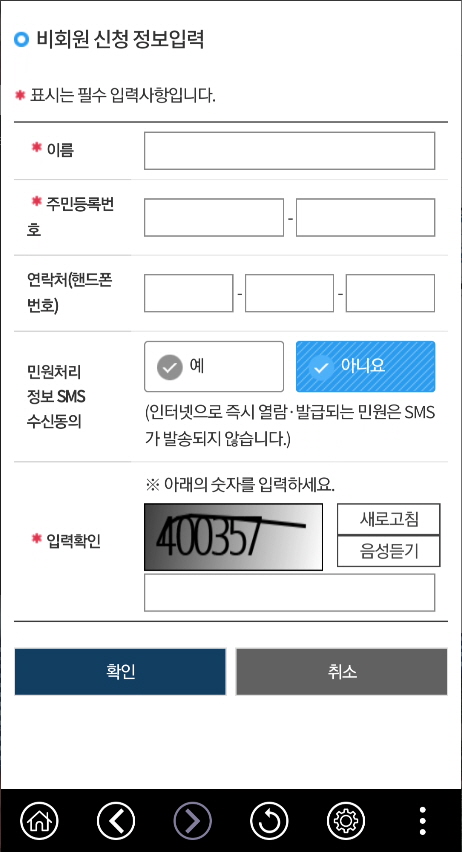 비회원 신청 정보입력
* 표시는 필수 입력사항입니다.
* 이름
* 주민등록번
호
-
연락처(핸드폰
번호)
- -
민원처리
정보 SMS
수신동의
예
아니요
(인터넷으로 즉시 열람·발급되는 민원은 SMS
가 발송되지 않습니다.)
※ 아래의 숫자를 입력하세요.
* 입력확인
400357
새로고침
음성듣기
확인
취소